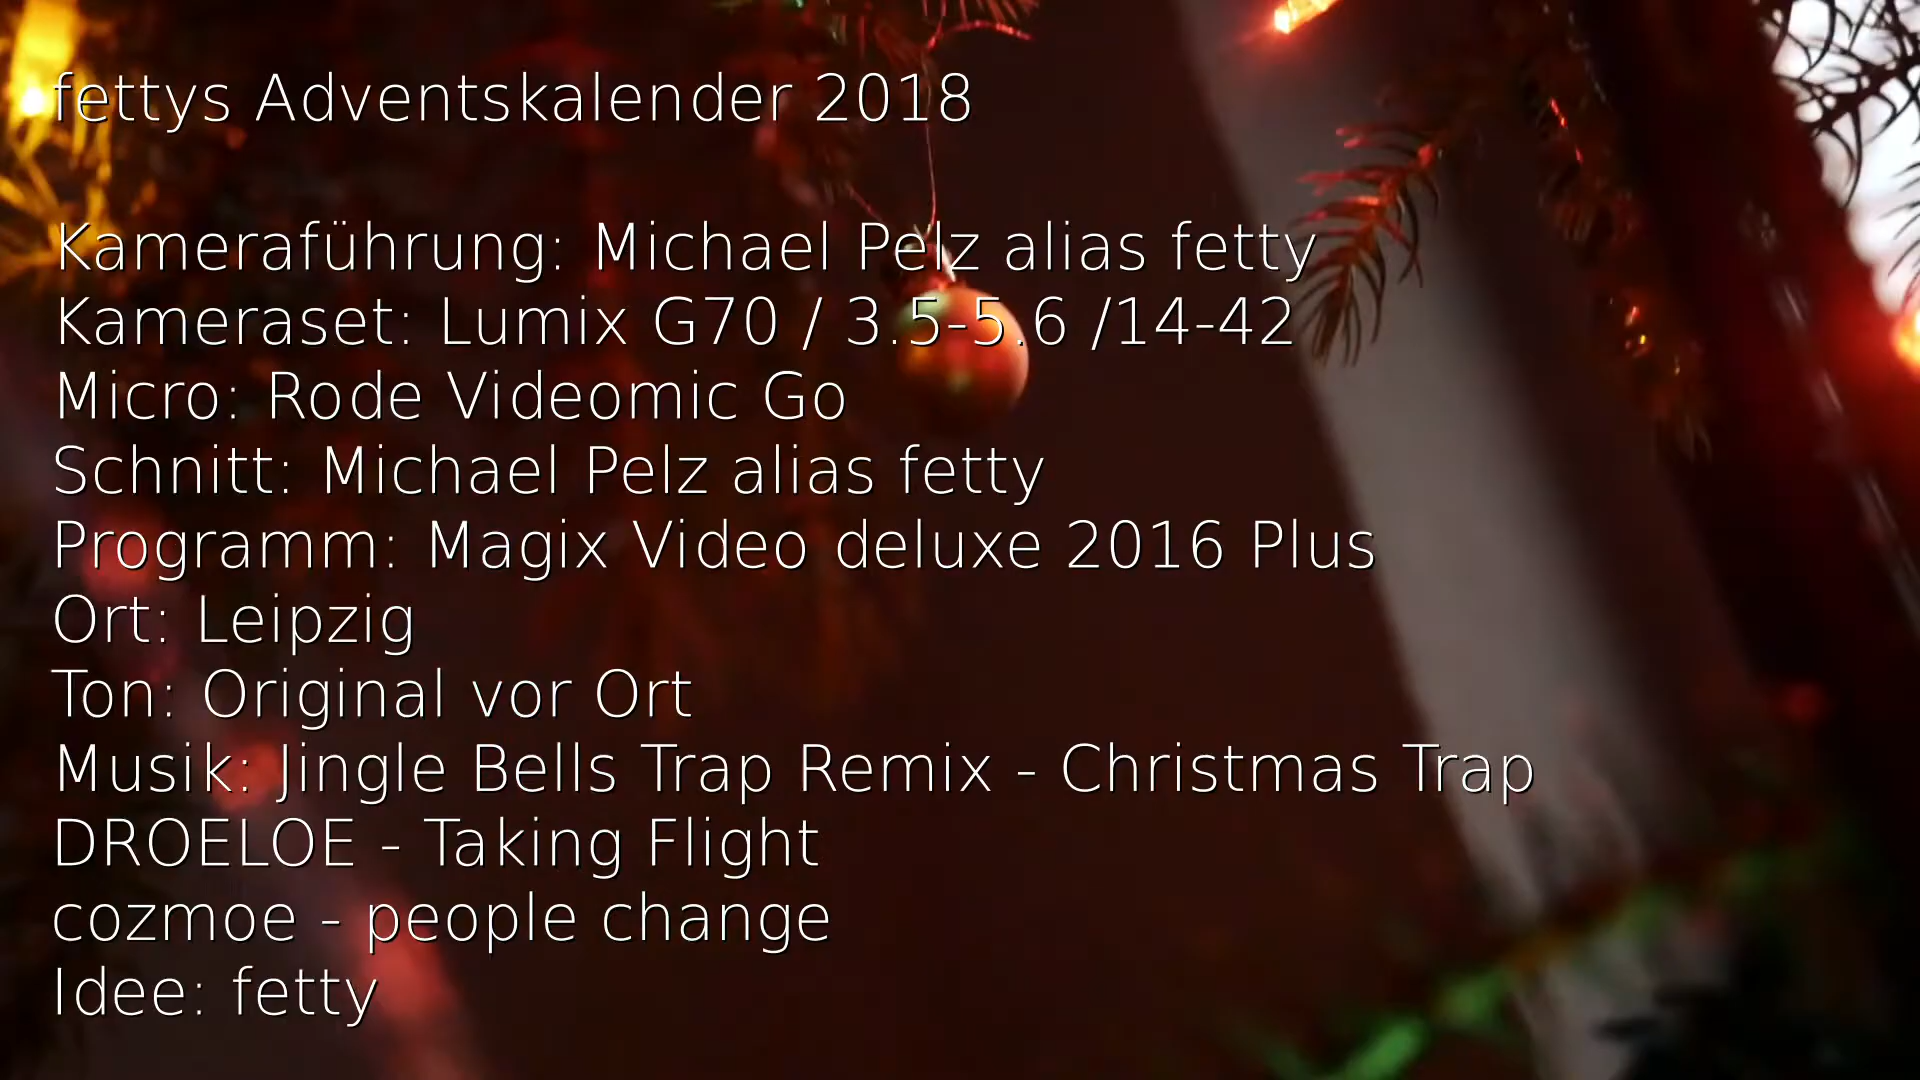 fettys Adventskalender 2018
Kameraführung: Michael Pelz alias fetty
Kameraset: Lumix G70 / 3.5-5.6 /14-42
Micro: Rode Videomic Go
Schnitt: Michael Pelz alias fetty
Programm: Magix Video deluxe 2016 Plus
Ort: Leipzig
Ton: Original vor Ort
Musik: Jingle Bells Trap Remix - Christmas Trap
DROELOE - Taking Flight
cozmoe - people change
Idee: fetty